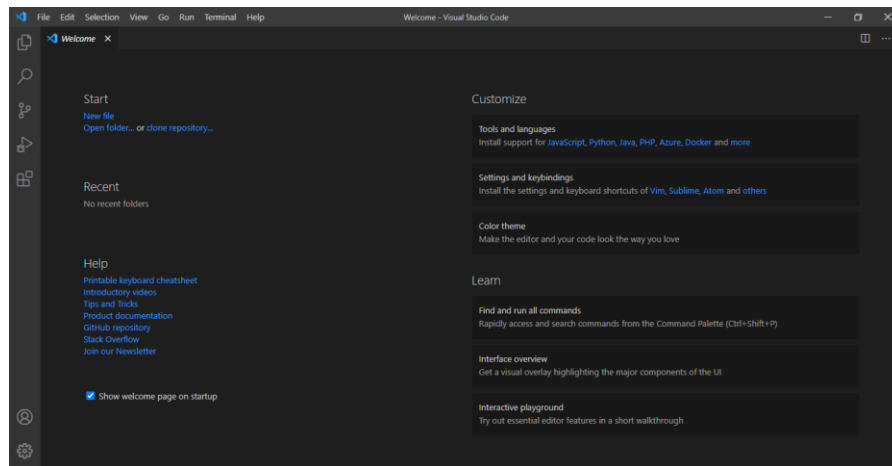 File Edit Selection View Go Run Terminal Help
Welcome - Visual Studio Code
Welcome
Start
New file
Open folder... or clone repository...
Recent
No recent folders
Help
Printable keyboard cheatsheet
Introductory videos
Tips and Tricks
Product documentation
GitHub repository
Stack Overflow
Join our Newsletter
Show welcome page on startup
Customize
Tools and languages
Install support for JavaScript, Python, Java, PHP, Azure, Docker and more
Settings and keybindings
Install the settings and keyboard shortcuts of Vim, Sublime, Atom and others
Color theme
Make the editor and your code look the way you love
Learn
Find and run all commands
Rapidly access and search commands from the Command Palette (Ctrl+Shift+P)
Interface overview
Get a visual overlay highlighting the major components of the UI
Interactive playground
Try out essential editor features in a short walkthrough